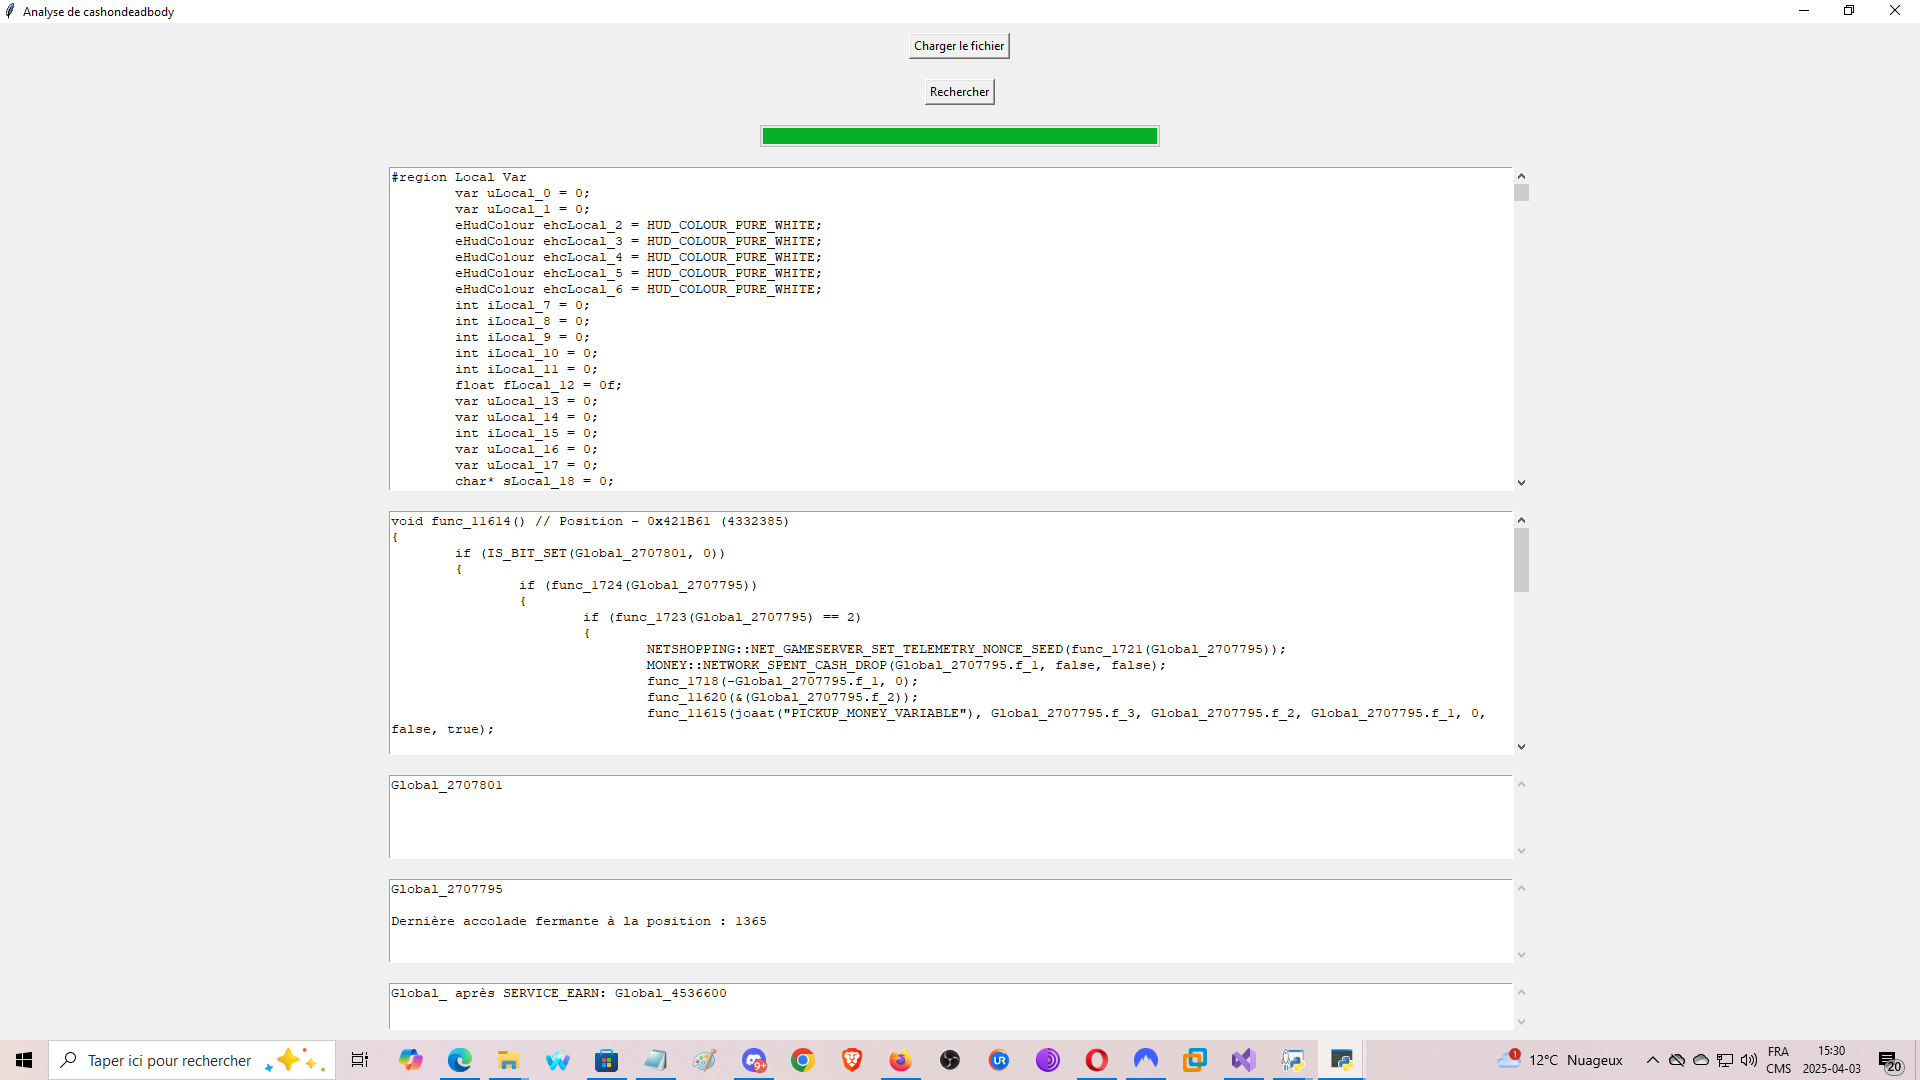 Analyse de cashondeadbody
Charger le fichier
Rechercher
#region Local Var
var uLocal_0 = 0;
var uLocal_1 = 0;
eHudColour ehcLocal_2 = HUD_COLOUR_PURE_WHITE;
eHudColour ehcLocal_3 = HUD_COLOUR_PURE_WHITE;
eHudColour ehcLocal_4 = HUD_COLOUR_PURE_WHITE;
eHudColour ehcLocal_5 = HUD_COLOUR_PURE_WHITE;
eHudColour ehcLocal_6 = HUD_COLOUR_PURE_WHITE;
int iLocal_7 = 0;
int iLocal_8 = 0;
int iLocal_9 = 0;
int iLocal_10 = 0;
int iLocal_11 = 0;
float fLocal_12 = 0f;
var uLocal_13 = 0;
var uLocal_14 = 0;
int iLocal_15 = 0;
var uLocal_16 = 0;
var uLocal_17 = 0;
char* sLocal_18 = 0;
void func_11614() // Position - 0x421B61 (4332385)
{
if (IS_BIT_SET(Global_2707801, 0))
{
if (func_1724(Global_2707795))
{
if (func_1723(Global_2707795) == 2)
{
NETSHOPPING::NET_GAMESERVER_SET_TELEMETRY_NONCE_SEED(func_1721(Global_2707795));
MONEY::NETWORK_SPENT_CASH_DROP(Global_2707795.f_1, false, false);
func_1718(-Global_2707795.f_1, 0);
func_11620(&(Global_2707795.f_2));
func_11615(joaat("PICKUP_MONEY_VARIABLE"), Global_2707795.f_3, Global_2707795.f_2, Global_2707795.f_1, 0,
false, true);
Global_2707801
Global_2707795
Dernière accolade fermante à la position : 1365
Global_ après SERVICE_EARN: Global_4536600
Taper ici pour rechercher
9+
UR
1
12°C Nuageux
FRA
CMS
15:30
2025-04-03
20